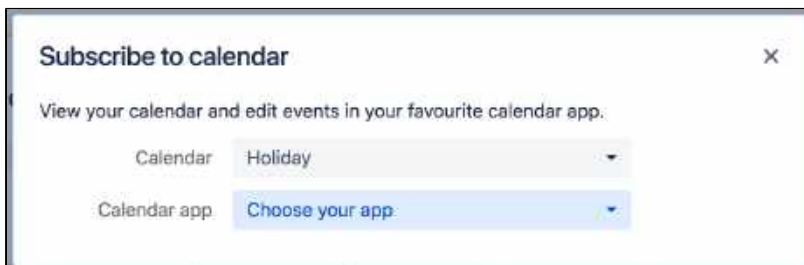 Subscribe to calendar
View your calendar and edit events in your favourite calendar app.
Calendar Holiday
Calendar app Choose your app